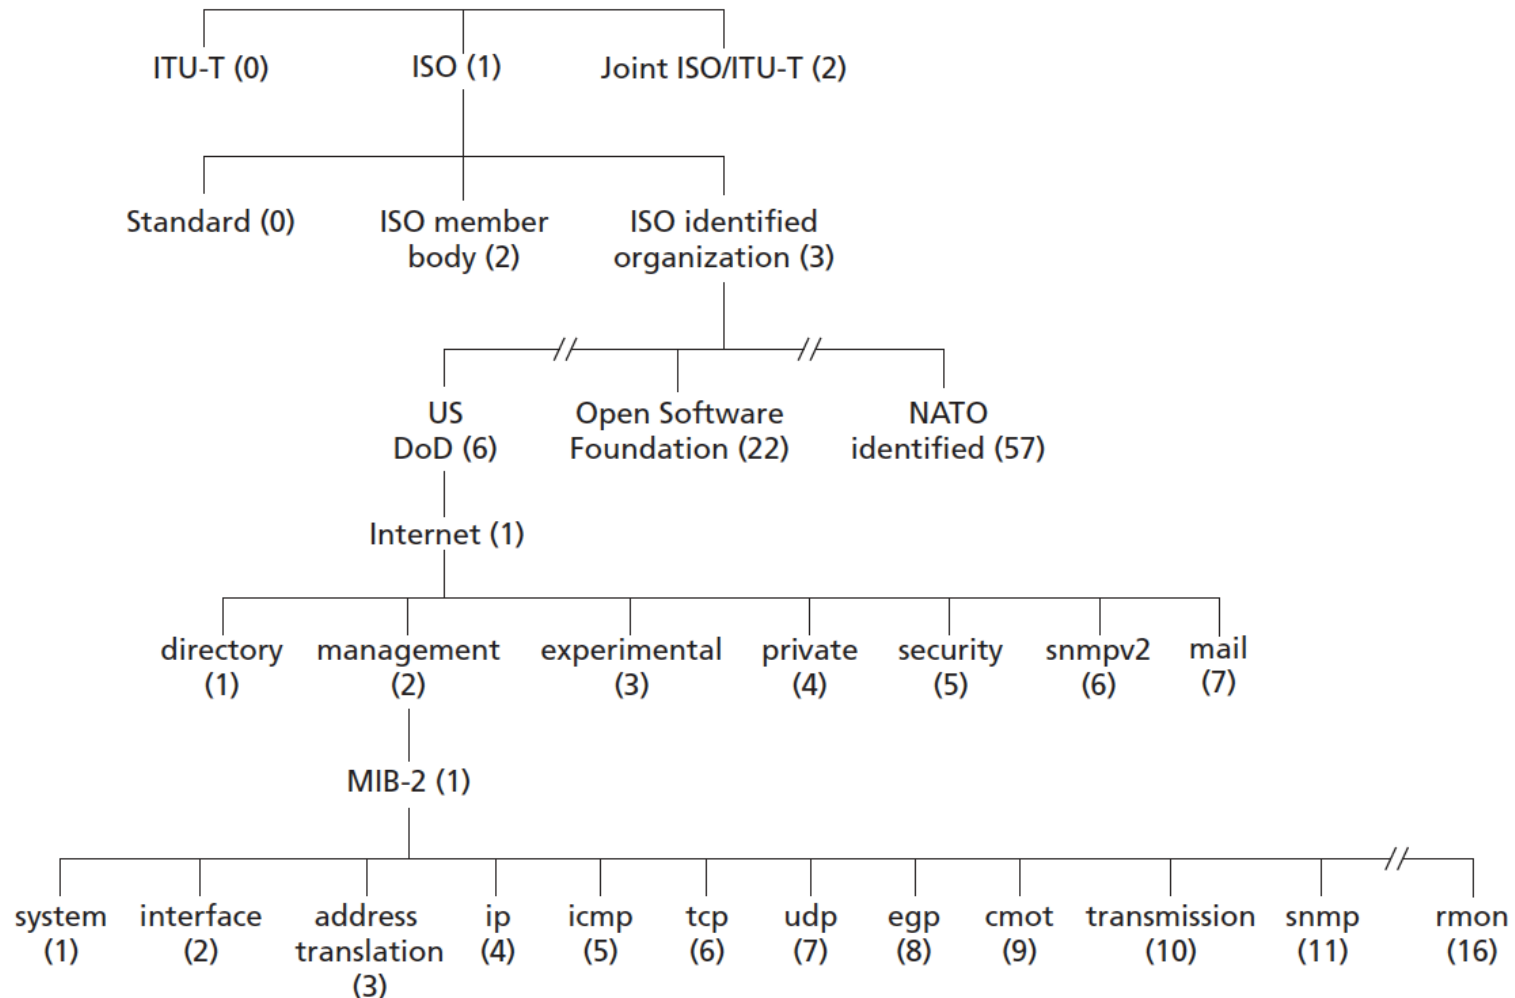 ITU-T (0)
ISO (1)
Joint ISO/ITU-T (2)
Standard (0)
ISO member
body (2)
ISO identified
organization (3)
US
DoD (6)
Open Software
Foundation (22)
NATO
identified (57)
Internet (1)
directory
(1)
management
(2)
experimental
(3)
private
(4)
security
(5)
snmpv2
(6)
mail
(7)
MIB-2 (1)
system
(1)
interface
(2)
address
translation
(3)
ip
(4)
icmp
(5)
tcp
(6)
udp
(7)
egp
(8)
cmot
(9)
transmission
(10)
snmp
(11)
rmon
(16)